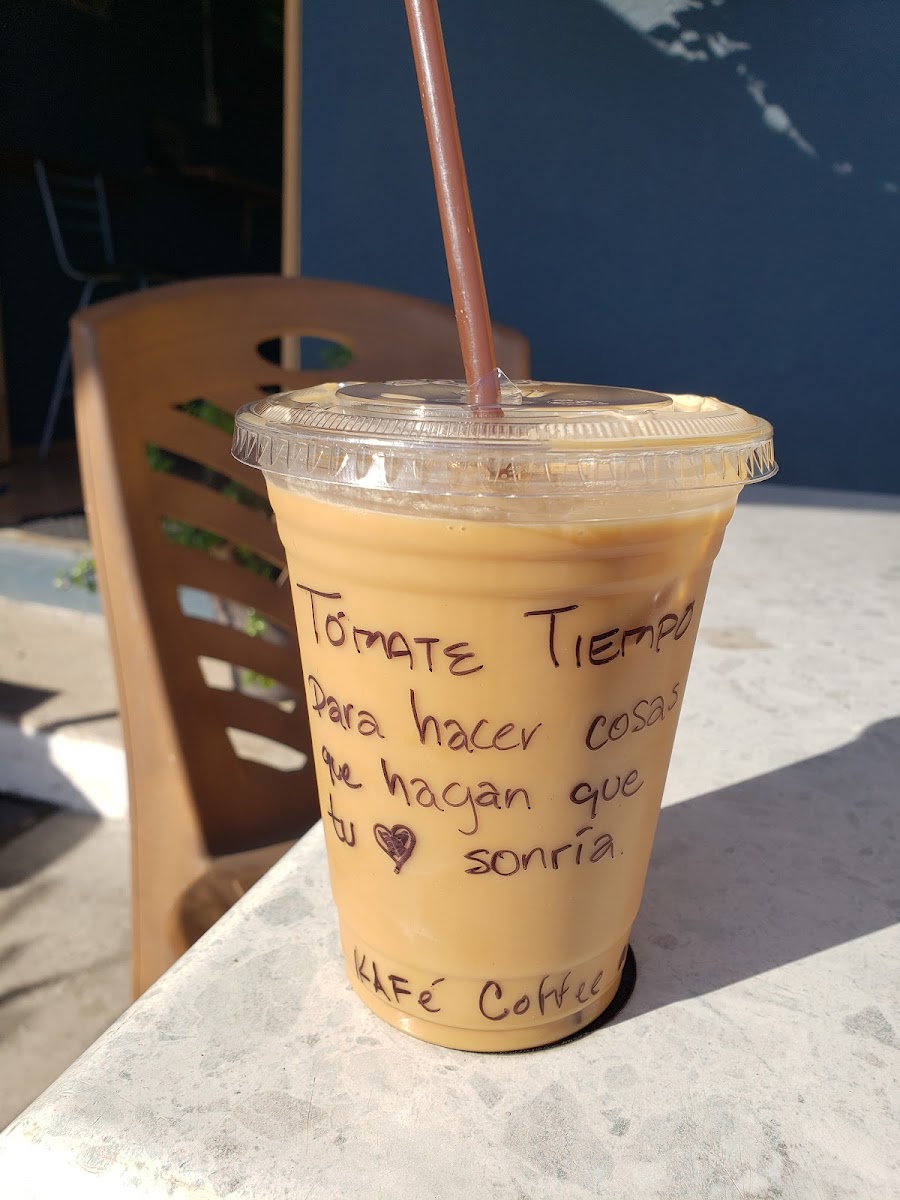 TÓMATE TIEMPO
para hacer cosas
que hagan que
tu ♥ sonría.
KAFé Coffee